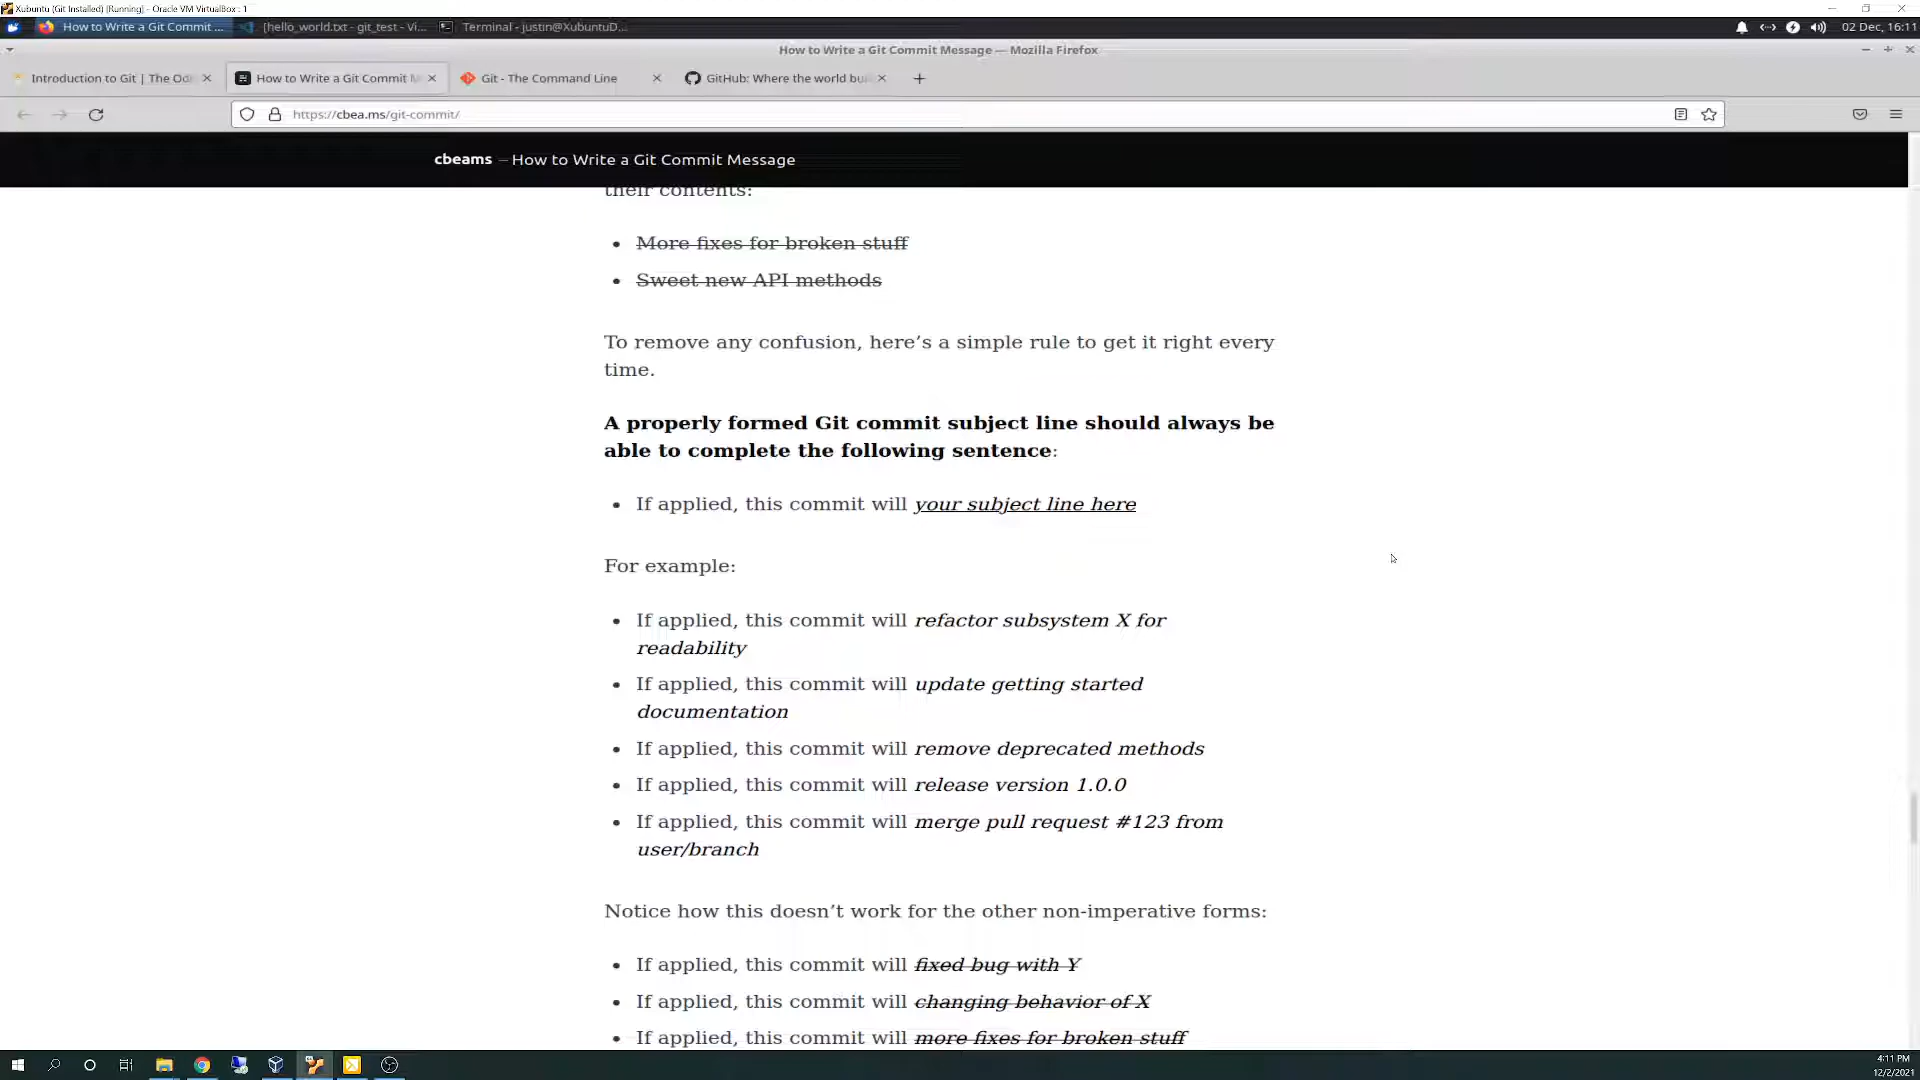 Xubuntu (Git Installed) [Running] - Oracle VM VirtualBox : 1
How to Write a Git Commit ...
[hello_world.txt - git_test - Vi...
Terminal - justin@XubuntuD...
02 Dec, 16:11
How to Write a Git Commit Message — Mozilla Firefox
Introduction to Git | The Od
How to Write a Git Commit M
Git - The Command Line
GitHub: Where the world bu
https://cbea.ms/git-commit/
cbeams – How to Write a Git Commit Message
their contents:
• More fixes for broken stuff
• Sweet new API methods
To remove any confusion, here’s a simple rule to get it right every
time.
A properly formed Git commit subject line should always be
able to complete the following sentence:
• If applied, this commit will your subject line here
For example:
• If applied, this commit will refactor subsystem X for
readability
• If applied, this commit will update getting started
documentation
• If applied, this commit will remove deprecated methods
• If applied, this commit will release version 1.0.0
• If applied, this commit will merge pull request #123 from
user/branch
Notice how this doesn’t work for the other non-imperative forms:
• If applied, this commit will fixed bug with Y
• If applied, this commit will changing behavior of X
• If applied, this commit will more fixes for broken stuff
4:11 PM
12/2/2021